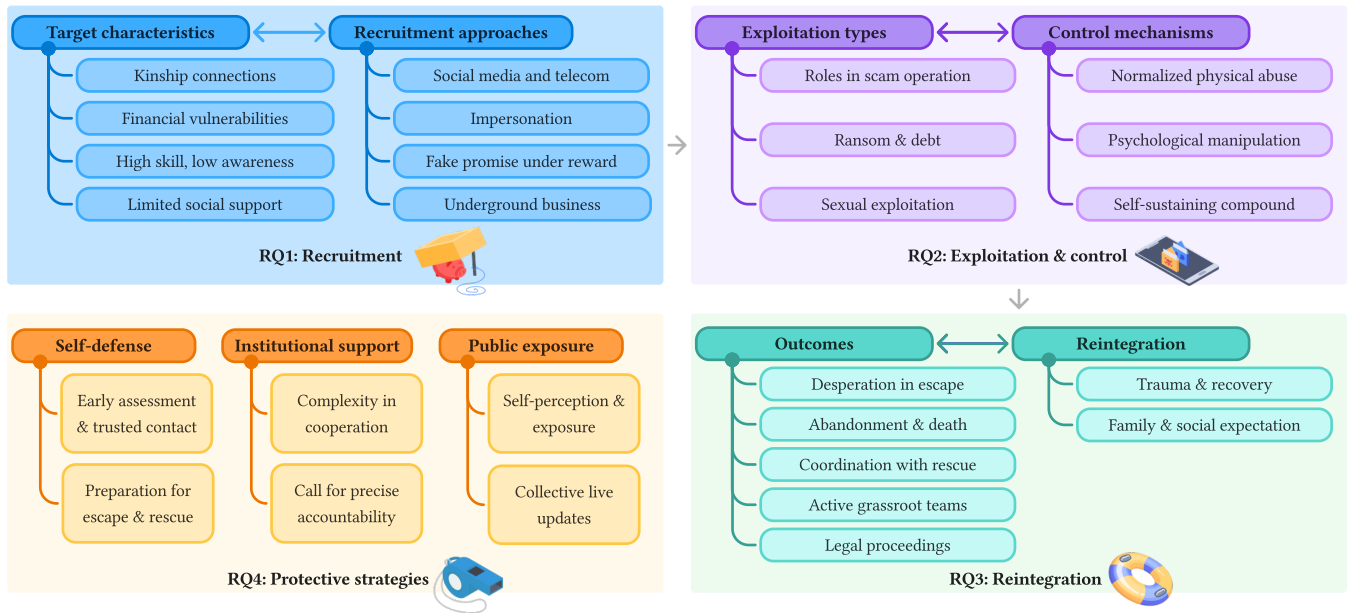 Target characteristics
Kinship connections
Financial vulnerabilities
High skill, low awareness
Limited social support
Recruitment approaches
Social media and telecom
Impersonation
Fake promise under reward
Underground business
RQ1: Recruitment
Exploitation types
Roles in scam operation
Ransom & debt
Sexual exploitation
Control mechanisms
Normalized physical abuse
Psychological manipulation
Self-sustaining compound
RQ2: Exploitation & control
Outcomes
Desperation in escape
Abandonment & death
Coordination with rescue
Active grassroot teams
Legal proceedings
Reintegration
Trauma & recovery
Family & social expectation
RQ3: Reintegration
Self-defense
Early assessment
& trusted contact
Preparation for
escape & rescue
Institutional support
Complexity in
cooperation
Call for precise
accountability
Public exposure
Self-perception &
exposure
Collective live
updates
RQ4: Protective strategies